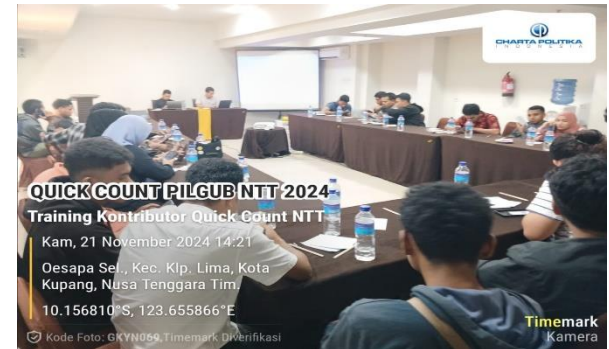 CHARTA POLITIKA
INDONESIA
QUICK COUNT PILGUB NTT 2024
Training Kontributor Quick Count NTT
Kam, 21 November 2024 14:21
Oesapa Sel., Kec. Klp. Lima, Kota
Kupang, Nusa Tenggara Tim.
10.156810°S, 123.655866°E
Kode Foto: GKYN069,Timemark Diverifikasi
Timemark
Kamera